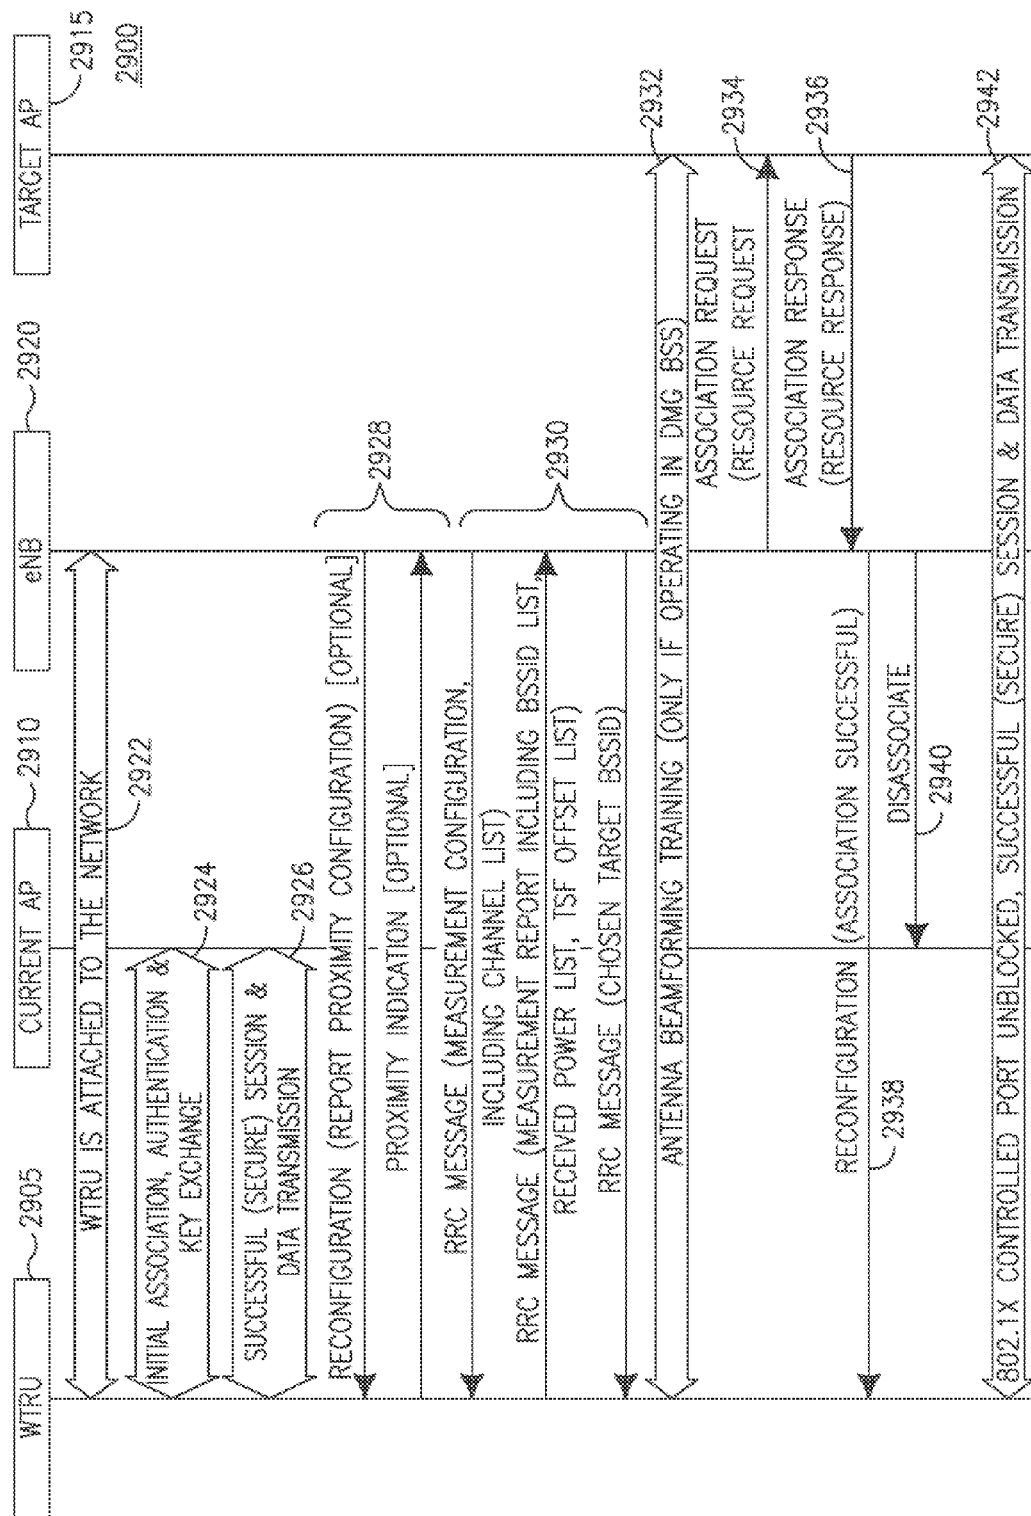 2900
WTRU
2905
CURRENT AP
2910
eNB
2920
TARGET AP
2915
WTRU IS ATTACHED TO THE NETWORK
2922
INITIAL ASSOCIATION, AUTHENTICATION &
KEY EXCHANGE
2924
SUCCESSFUL (SECURE) SESSION &
DATA TRANSMISSION
2926
RECONFIGURATION (REPORT PROXIMITY CONFIGURATION) [OPTIONAL]
PROXIMITY INDICATION [OPTIONAL]
2928
RRC MESSAGE (MEASUREMENT CONFIGURATION,
INCLUDING CHANNEL LIST)
RRC MESSAGE (MEASUREMENT REPORT INCLUDING BSSID LIST,
RECEIVED POWER LIST, TSF OFFSET LIST)
RRC MESSAGE (CHOSEN TARGET BSSID)
2930
ANTENNA BEAMFORMING TRAINING (ONLY IF OPERATING IN DMG BSS)
2932
ASSOCIATION REQUEST
(RESOURCE REQUEST
2934
ASSOCIATION RESPONSE
(RESOURCE RESPONSE)
2936
RECONFIGURATION (ASSOCIATION SUCCESSFUL)
2938
DISASSOCIATE
2940
802.1X CONTROLLED PORT UNBLOCKED, SUCCESSFUL (SECURE) SESSION & DATA TRANSMISSION
2942